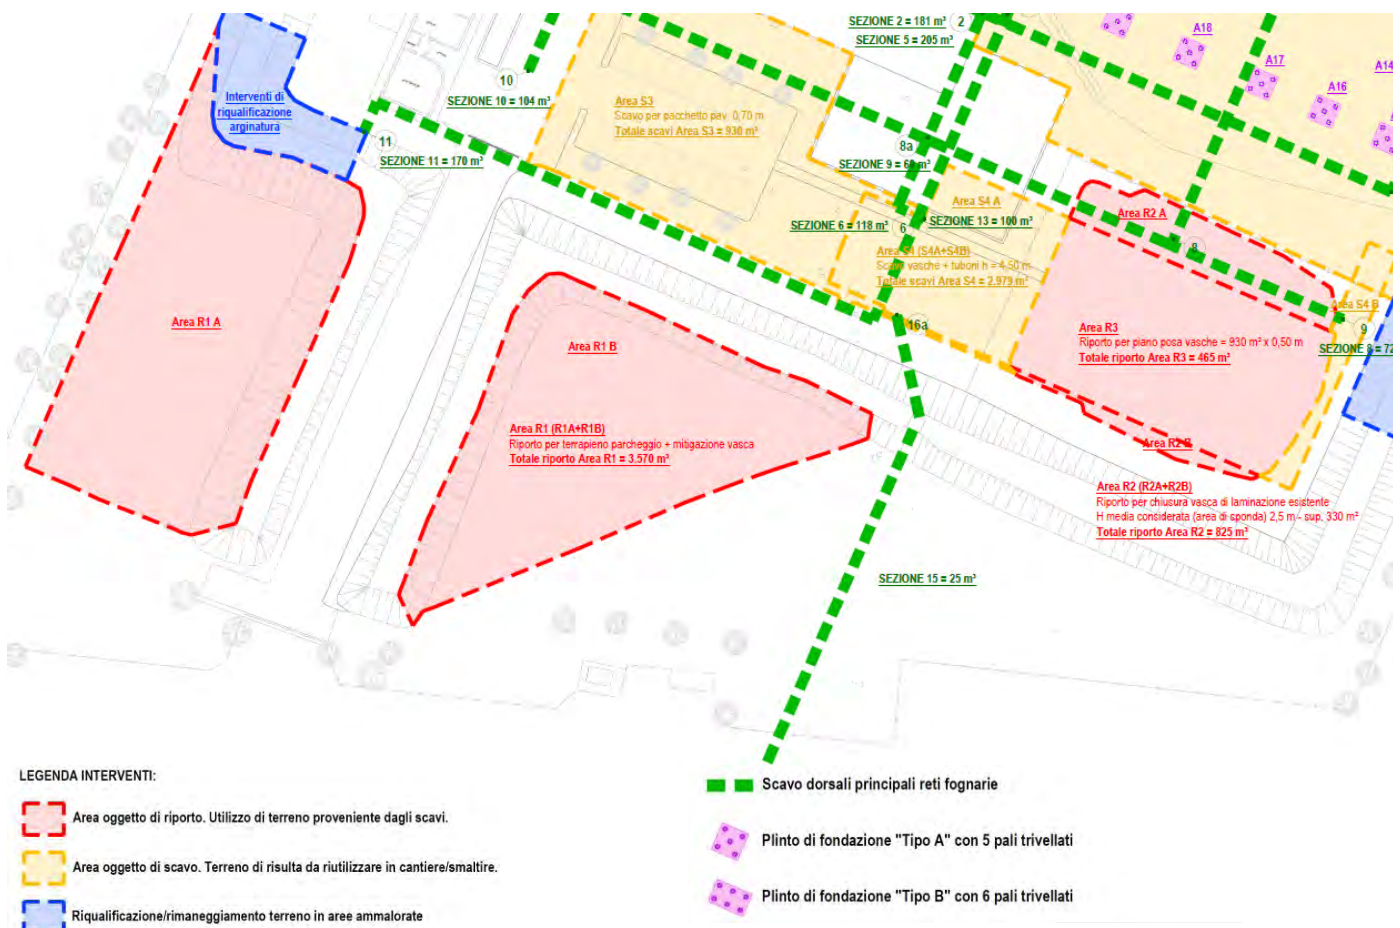 SEZIONE 2 = 181 m³
2
SEZIONE 5 = 205 m³
A18
A17
A14
A16
10
SEZIONE 10 = 104 m³
Interventi di
riqualificazione
arginatura
Area S3
Scavo per pacchetto pav. 0,70 m
Totale scavi Area S3 = 930 m³
11
SEZIONE 11 = 170 m³
8a
SEZIONE 9 = 60 m³
Area S4 A
SEZIONE 6 = 118 m³
6
SEZIONE 13 = 100 m³
Area R2 A
8
Area S4 (S4A+S4B)
Scavo vasche + tuboni h = 4,50 m
Totale scavi Area S4 = 2.979 m³
Area S4 B
9
SEZIONE 8 = 72
Area R1 A
16a
Area R3
Riporto per piano posa vasche = 930 m² x 0,50 m
Totale riporto Area R3 = 465 m³
Area R1 B
Area R1 (R1A+R1B)
Riporto per terrapieno parcheggio + mitigazione vasca
Totale riporto Area R1 = 3.570 m³
Area R2 B
Area R2 (R2A+R2B)
Riporto per chiusura vasca di laminazione esistente
H media considerata (area di sponda) 2,5 m - sup. 330 m²
Totale riporto Area R2 = 825 m³
SEZIONE 15 = 25 m³
LEGENDA INTERVENTI:
Area oggetto di riporto. Utilizzo di terreno proveniente dagli scavi.
Area oggetto di scavo. Terreno di risulta da riutilizzare in cantiere/smaltire.
Riqualificazione/rimaneggiamento terreno in aree ammalorate
Scavo dorsali principali reti fognarie
Plinto di fondazione "Tipo A" con 5 pali trivellati
Plinto di fondazione "Tipo B" con 6 pali trivellati